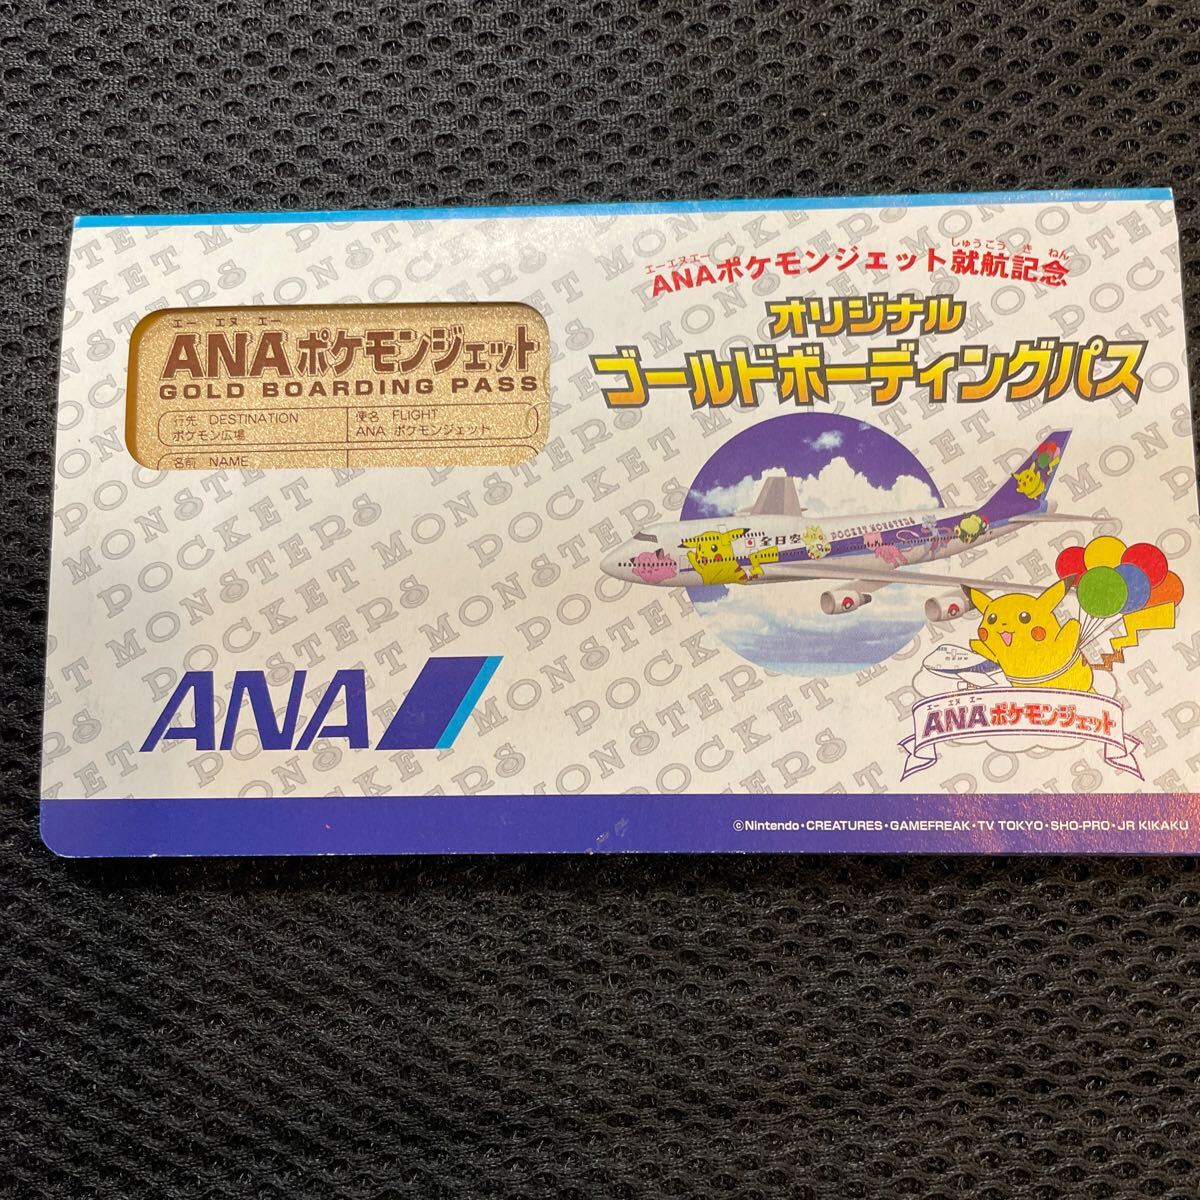 エーエヌエー しゅうこう き ねん
ANAポケモンジェット就航記念
オリジナル
ゴールドボーディングパス
エー エヌ エー
ANAポケモンジェット
GOLD BOARDING PASS
行先 DESTINATION
ポケモン広場
便名 FLIGHT
ANA ポケモンジェット
名前 NAME
全日空
POCKET MONSTERS
ANA
エー エヌ エー
ANAポケモンジェット
POCKET MONSTERS
©Nintendo・CREATURES・GAMEFREAK・TV TOKYO・SHO-PRO・JR KIKAKU